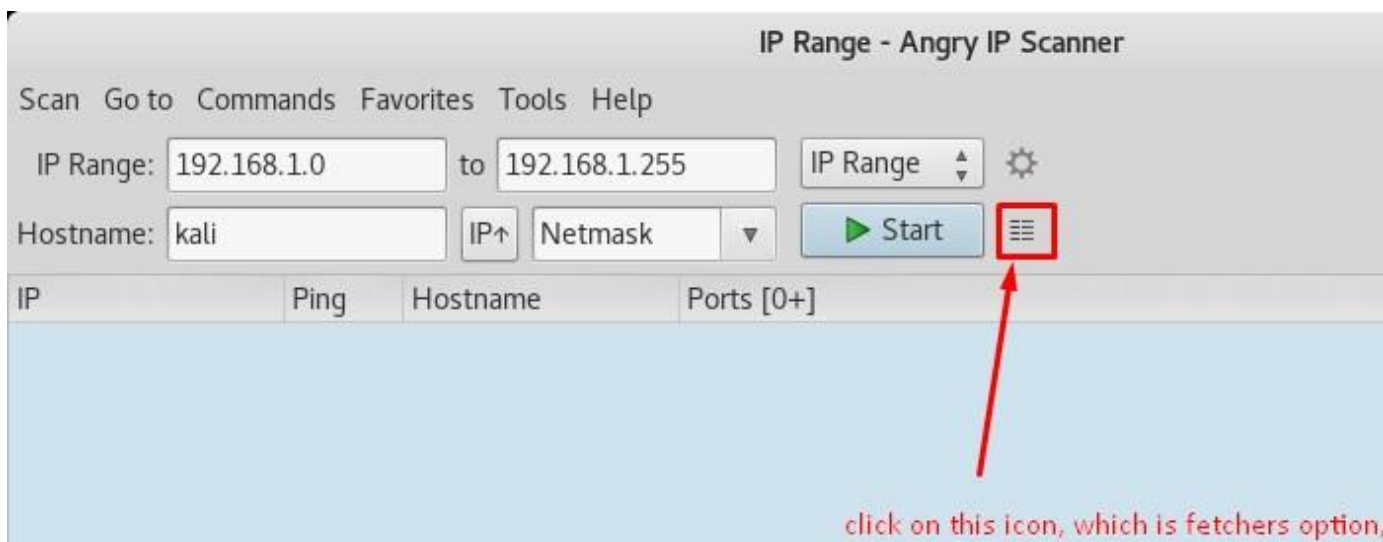 IP Range - Angry IP Scanner
Scan Go to Commands Favorites Tools Help
IP Range: 192.168.1.0 to 192.168.1.255 IP Range
Hostname: kali IP↑ Netmask Start
IP Ping Hostname Ports [0+]
click on this icon, which is fetchers option,